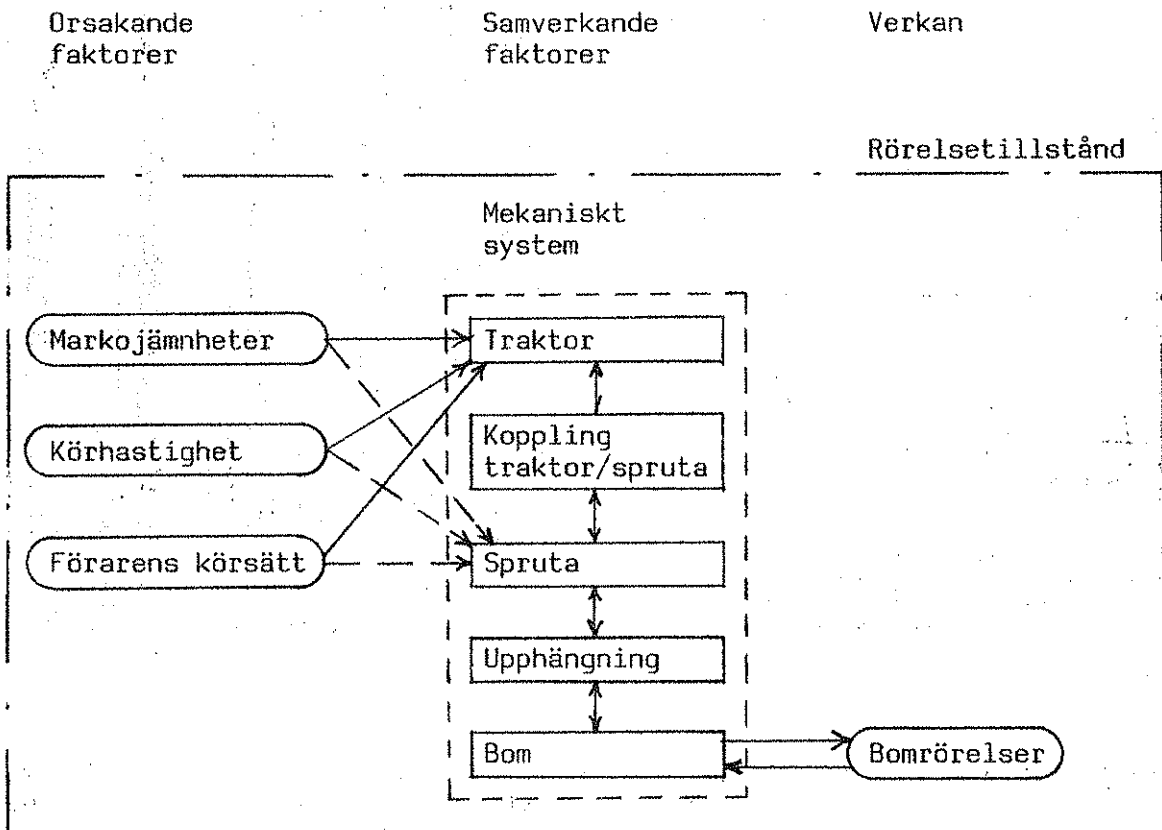 Orsakande
faktorer
Samverkande
faktorer
Verkan
Rörelsetillstånd
Mekaniskt
system
Markojämnheter
Körhastighet
Förarens körsätt
Traktor
Koppling
traktor/spruta
Spruta
Upphängning
Bom
Bomrörelser